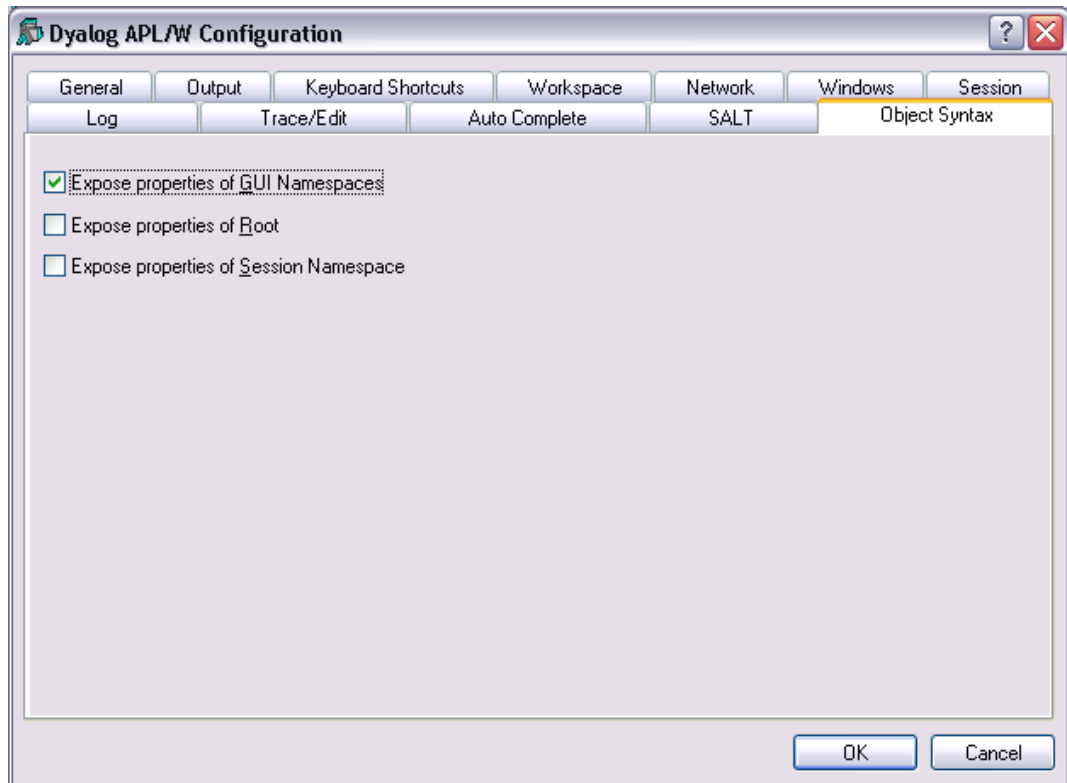 Dyalog APL/W Configuration
General Output Keyboard Shortcuts Workspace Network Windows Session
Log Trace/Edit Auto Complete SALT Object Syntax
Expose properties of GUI Namespaces
Expose properties of Root
Expose properties of Session Namespace
OK Cancel